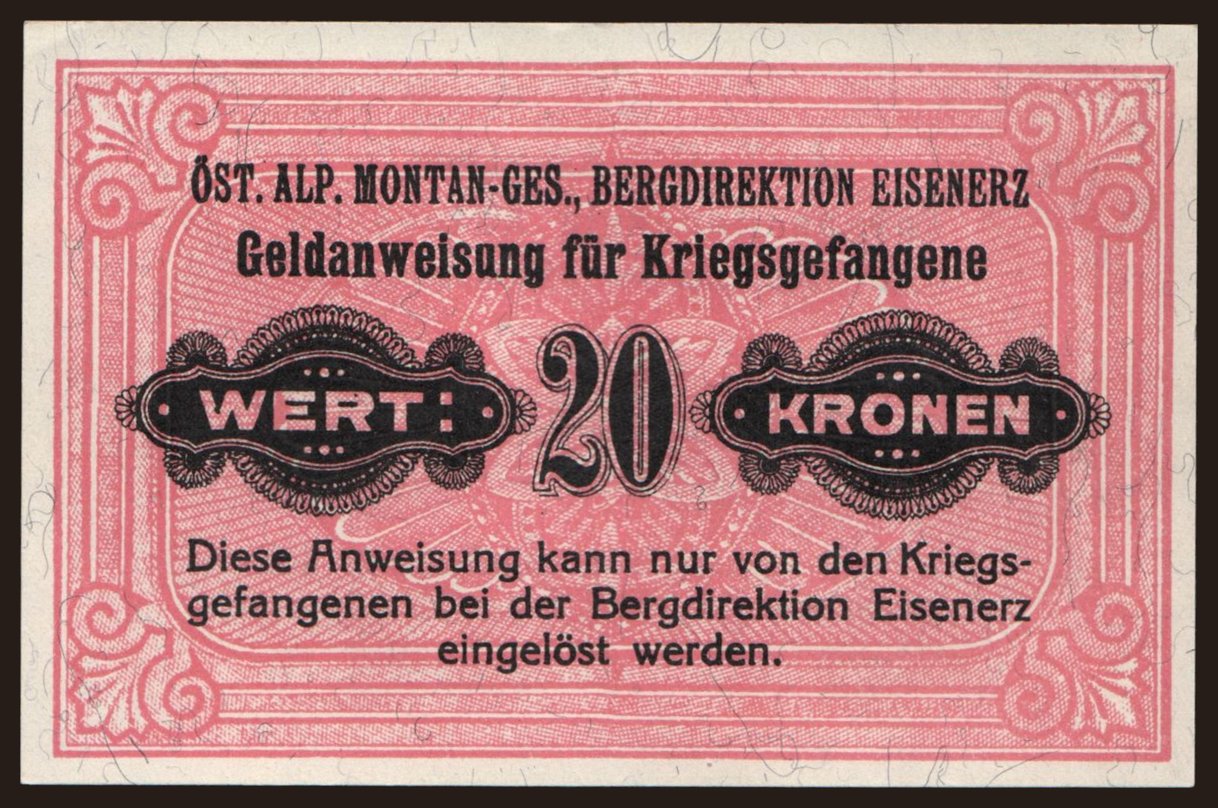 ÖST. ALP. MONTAN-GES., BERGDIREKTION EISENERZ
Geldanweisung für Kriegsgefangene
WERT: 20 KRONEN
Diese Anweisung kann nur von den Kriegs-
gefangenen bei der Bergdirektion Eisenerz
eingelöst werden.